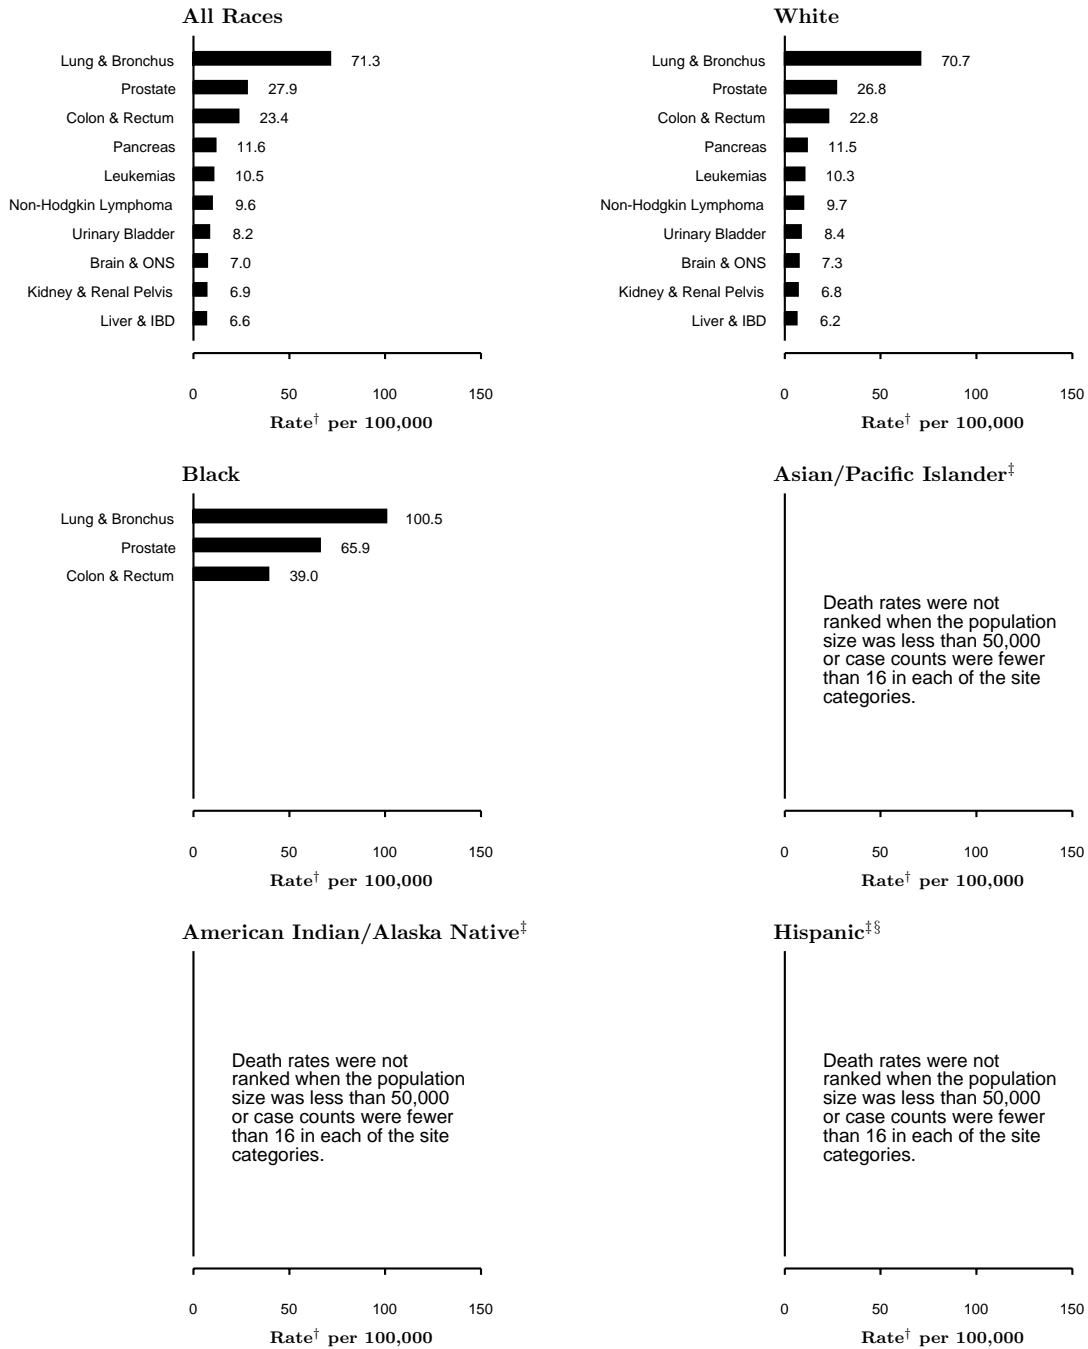 All Races
Lung & Bronchus 71.3
Prostate 27.9
Colon & Rectum 23.4
Pancreas 11.6
Leukemias 10.5
Non-Hodgkin Lymphoma 9.6
Urinary Bladder 8.2
Brain & ONS 7.0
Kidney & Renal Pelvis 6.9
Liver & IBD 6.6
0 50 100 150
Rate† per 100,000
White
Lung & Bronchus 70.7
Prostate 26.8
Colon & Rectum 22.8
Pancreas 11.5
Leukemias 10.3
Non-Hodgkin Lymphoma 9.7
Urinary Bladder 8.4
Brain & ONS 7.3
Kidney & Renal Pelvis 6.8
Liver & IBD 6.2
0 50 100 150
Rate† per 100,000
Black
Lung & Bronchus 100.5
Prostate 65.9
Colon & Rectum 39.0
0 50 100 150
Rate† per 100,000
Asian/Pacific Islander‡
Death rates were not
ranked when the population
size was less than 50,000
or case counts were fewer
than 16 in each of the site
categories.
0 50 100 150
Rate† per 100,000
American Indian/Alaska Native‡
Death rates were not
ranked when the population
size was less than 50,000
or case counts were fewer
than 16 in each of the site
categories.
0 50 100 150
Rate† per 100,000
Hispanic‡§
Death rates were not
ranked when the population
size was less than 50,000
or case counts were fewer
than 16 in each of the site
categories.
0 50 100 150
Rate† per 100,000